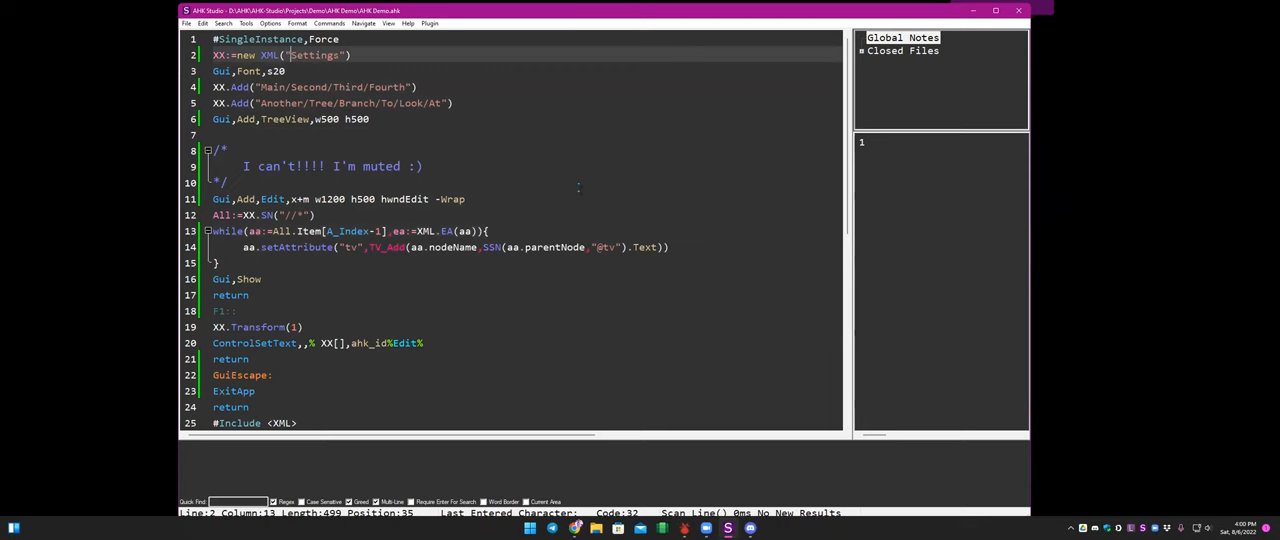 AHK Studio - D:\AHK\AHK-Studio\Projects\Demo\AHK Demo\AHK Demo.ahk
File Edit Search Tools Options Format Commands Navigate View Debug Plugin
1 #SingleInstance,Force
2 XX:=new XML("Settings")
3 Gui,Font,s20
4 XX.Add("Main/Second/Third/Fourth")
5 XX.Add("Another/Tree/Branch/To/Look/At")
6 Gui,Add,TreeView,w500 h500
7
8 /*
9 I can't!!!! I'm muted :)
10 */
11 Gui,Add,Edit,x+m w1200 h500 hwndEdit -Wrap
12 All:=XX.SN("//*")
13 while(aa:=All.Item[A_Index-1],ea:=XML.EA(aa)){
14 aa.setAttribute("tv",TV_Add(aa.nodeName,SSN(aa.parentNode,"@tv").Text))
15 }
16 Gui,Show
17 return
18 F1::
19 XX.Transform(1)
20 ControlSetText,,% XX[],ahk_id%Edit%
21 return
22 GuiEscape:
23 ExitApp
24 return
25 #Include <XML>
Global Notes
Closed Files
1
Quick Find: Regex Case Sensitive Greed Multi-Line Require Enter For Search Word Border Current Area
Line:2 Column:13 Length:499 Position:35 Last Entered Character: Code:32 Scan Line() 0ms No New Results
4:00 PM
Sat, 8/6/2022